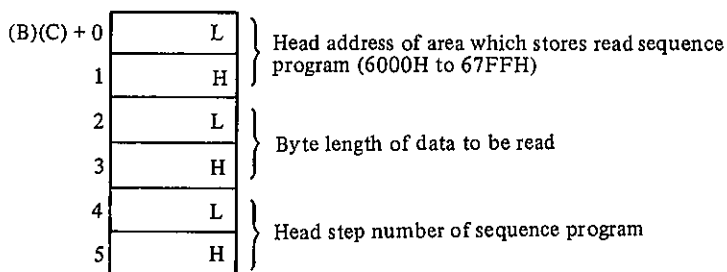 (B)(C) + 0 L
Head address of area which stores read sequence
program (6000H to 67FFH)
1 H
2 L
Byte length of data to be read
3 H
4 L
Head step number of sequence program
5 H